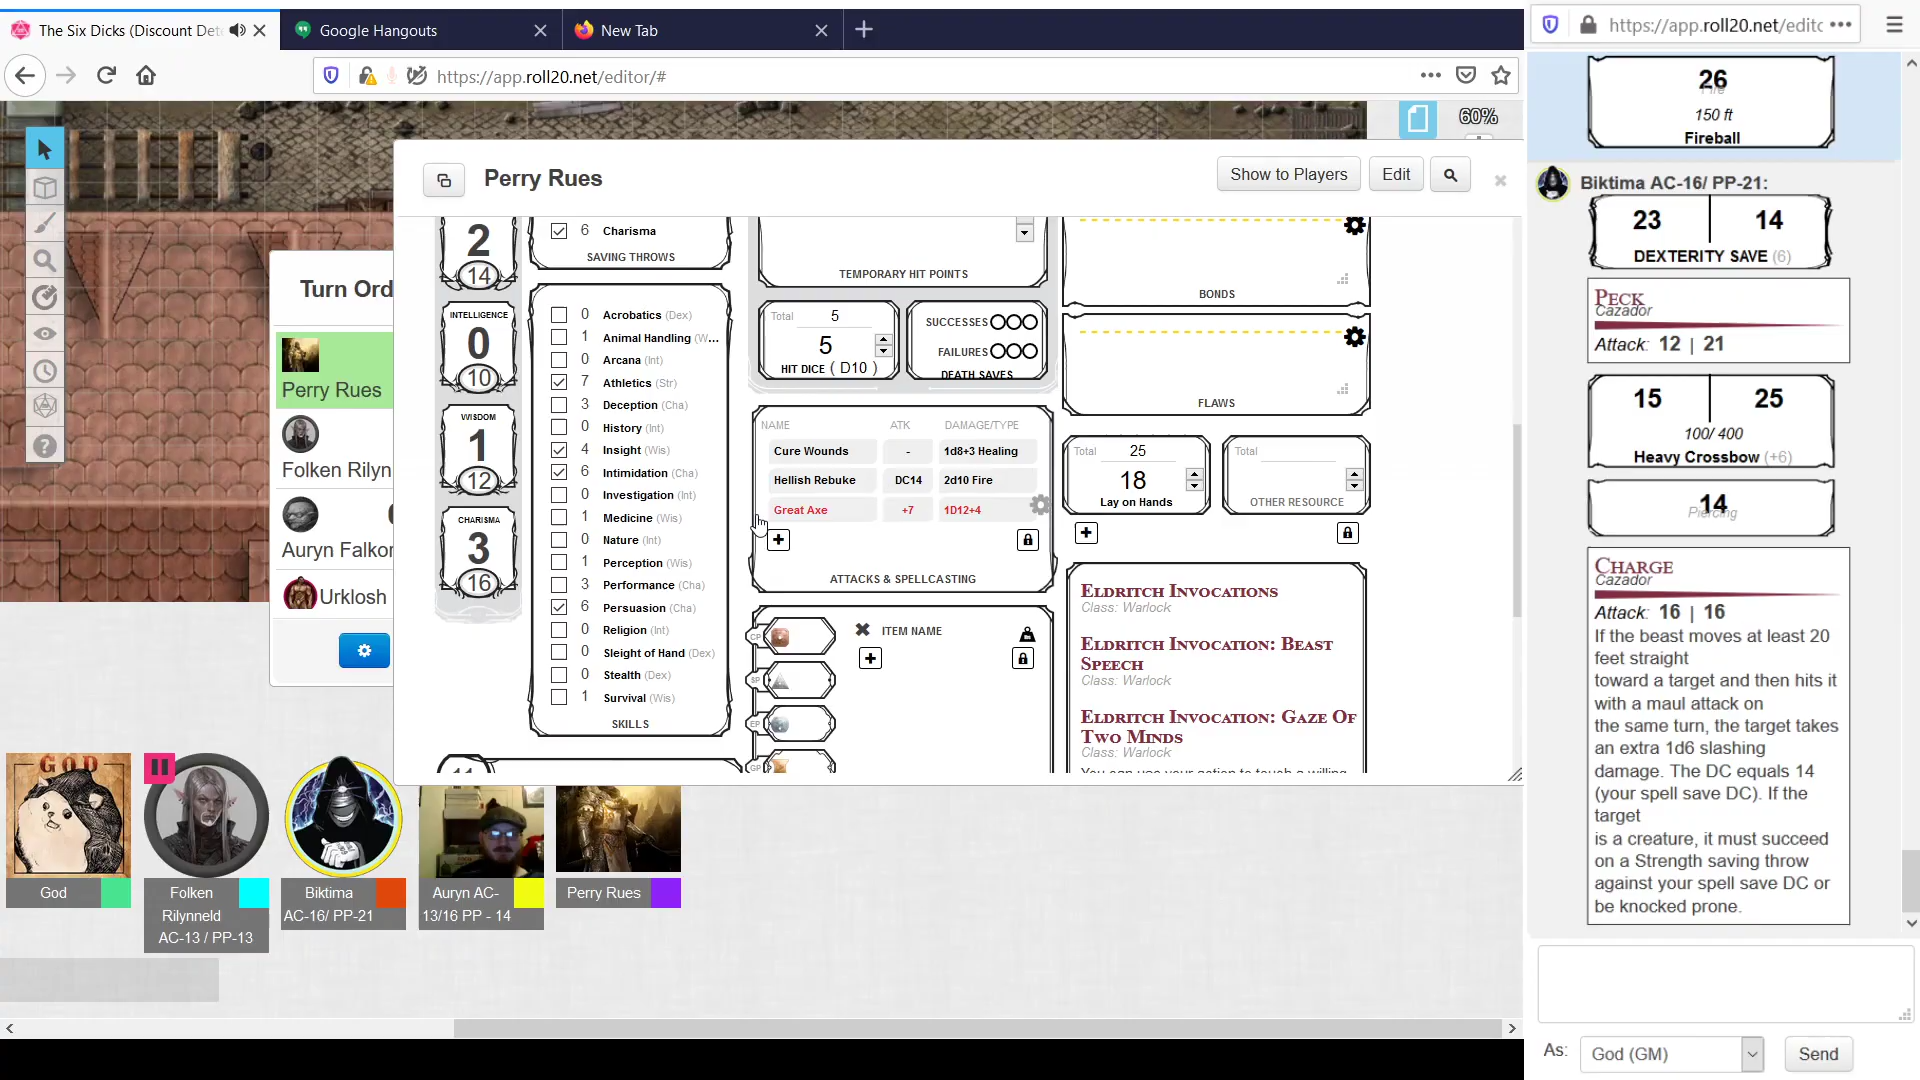 The Six Dicks (Discount Det
Google Hangouts
New Tab
https://app.roll20.net/editor/#
https://app.roll20.net/editc
60%
Turn Ord
Perry Rues
Folken Rilyn
Auryn Falkor
Urklosh
Perry Rues
Show to Players
Edit
2
14
INTELLIGENCE
0
10
WISDOM
1
12
CHARISMA
3
16
6 Charisma
SAVING THROWS
0 Acrobatics (Dex)
1 Animal Handling (W...
0 Arcana (Int)
7 Athletics (Str)
3 Deception (Cha)
0 History (Int)
4 Insight (Wis)
6 Intimidation (Cha)
0 Investigation (Int)
1 Medicine (Wis)
0 Nature (Int)
1 Perception (Wis)
3 Performance (Cha)
6 Persuasion (Cha)
0 Religion (Int)
0 Sleight of Hand (Dex)
0 Stealth (Dex)
1 Survival (Wis)
SKILLS
TEMPORARY HIT POINTS
Total 5
5
HIT DICE ( D10 )
SUCCESSES
FAILURES
DEATH SAVES
NAME ATK DAMAGE/TYPE
Cure Wounds - 1d8+3 Healing
Hellish Rebuke DC14 2d10 Fire
Great Axe +7 1D12+4
ATTACKS & SPELLCASTING
CP
SP
EP
GP
ITEM NAME
BONDS
FLAWS
Total 25
18
Lay on Hands
Total
OTHER RESOURCE
Eldritch Invocations
Class: Warlock
Eldritch Invocation: Beast
Speech
Class: Warlock
Eldritch Invocation: Gaze Of
Two Minds
Class: Warlock
You can use your action to touch a willing
GOD
God
Folken
Rilynneld
AC-13 / PP-13
Biktima
AC-16/ PP-21
Auryn AC-
13/16 PP - 14
Perry Rues
26
Fire
150 ft
Fireball
Biktima AC-16/ PP-21:
23 14
DEXTERITY SAVE (6)
Peck
Cazador
Attack: 12 | 21
15 25
100/ 400
Heavy Crossbow (+6)
14
Piercing
Charge
Cazador
Attack: 16 | 16
If the beast moves at least 20
feet straight
toward a target and then hits it
with a maul attack on
the same turn, the target takes
an extra 1d6 slashing
damage. The DC equals 14
(your spell save DC). If the
target
is a creature, it must succeed
on a Strength saving throw
against your spell save DC or
be knocked prone.
As: God (GM)
Send